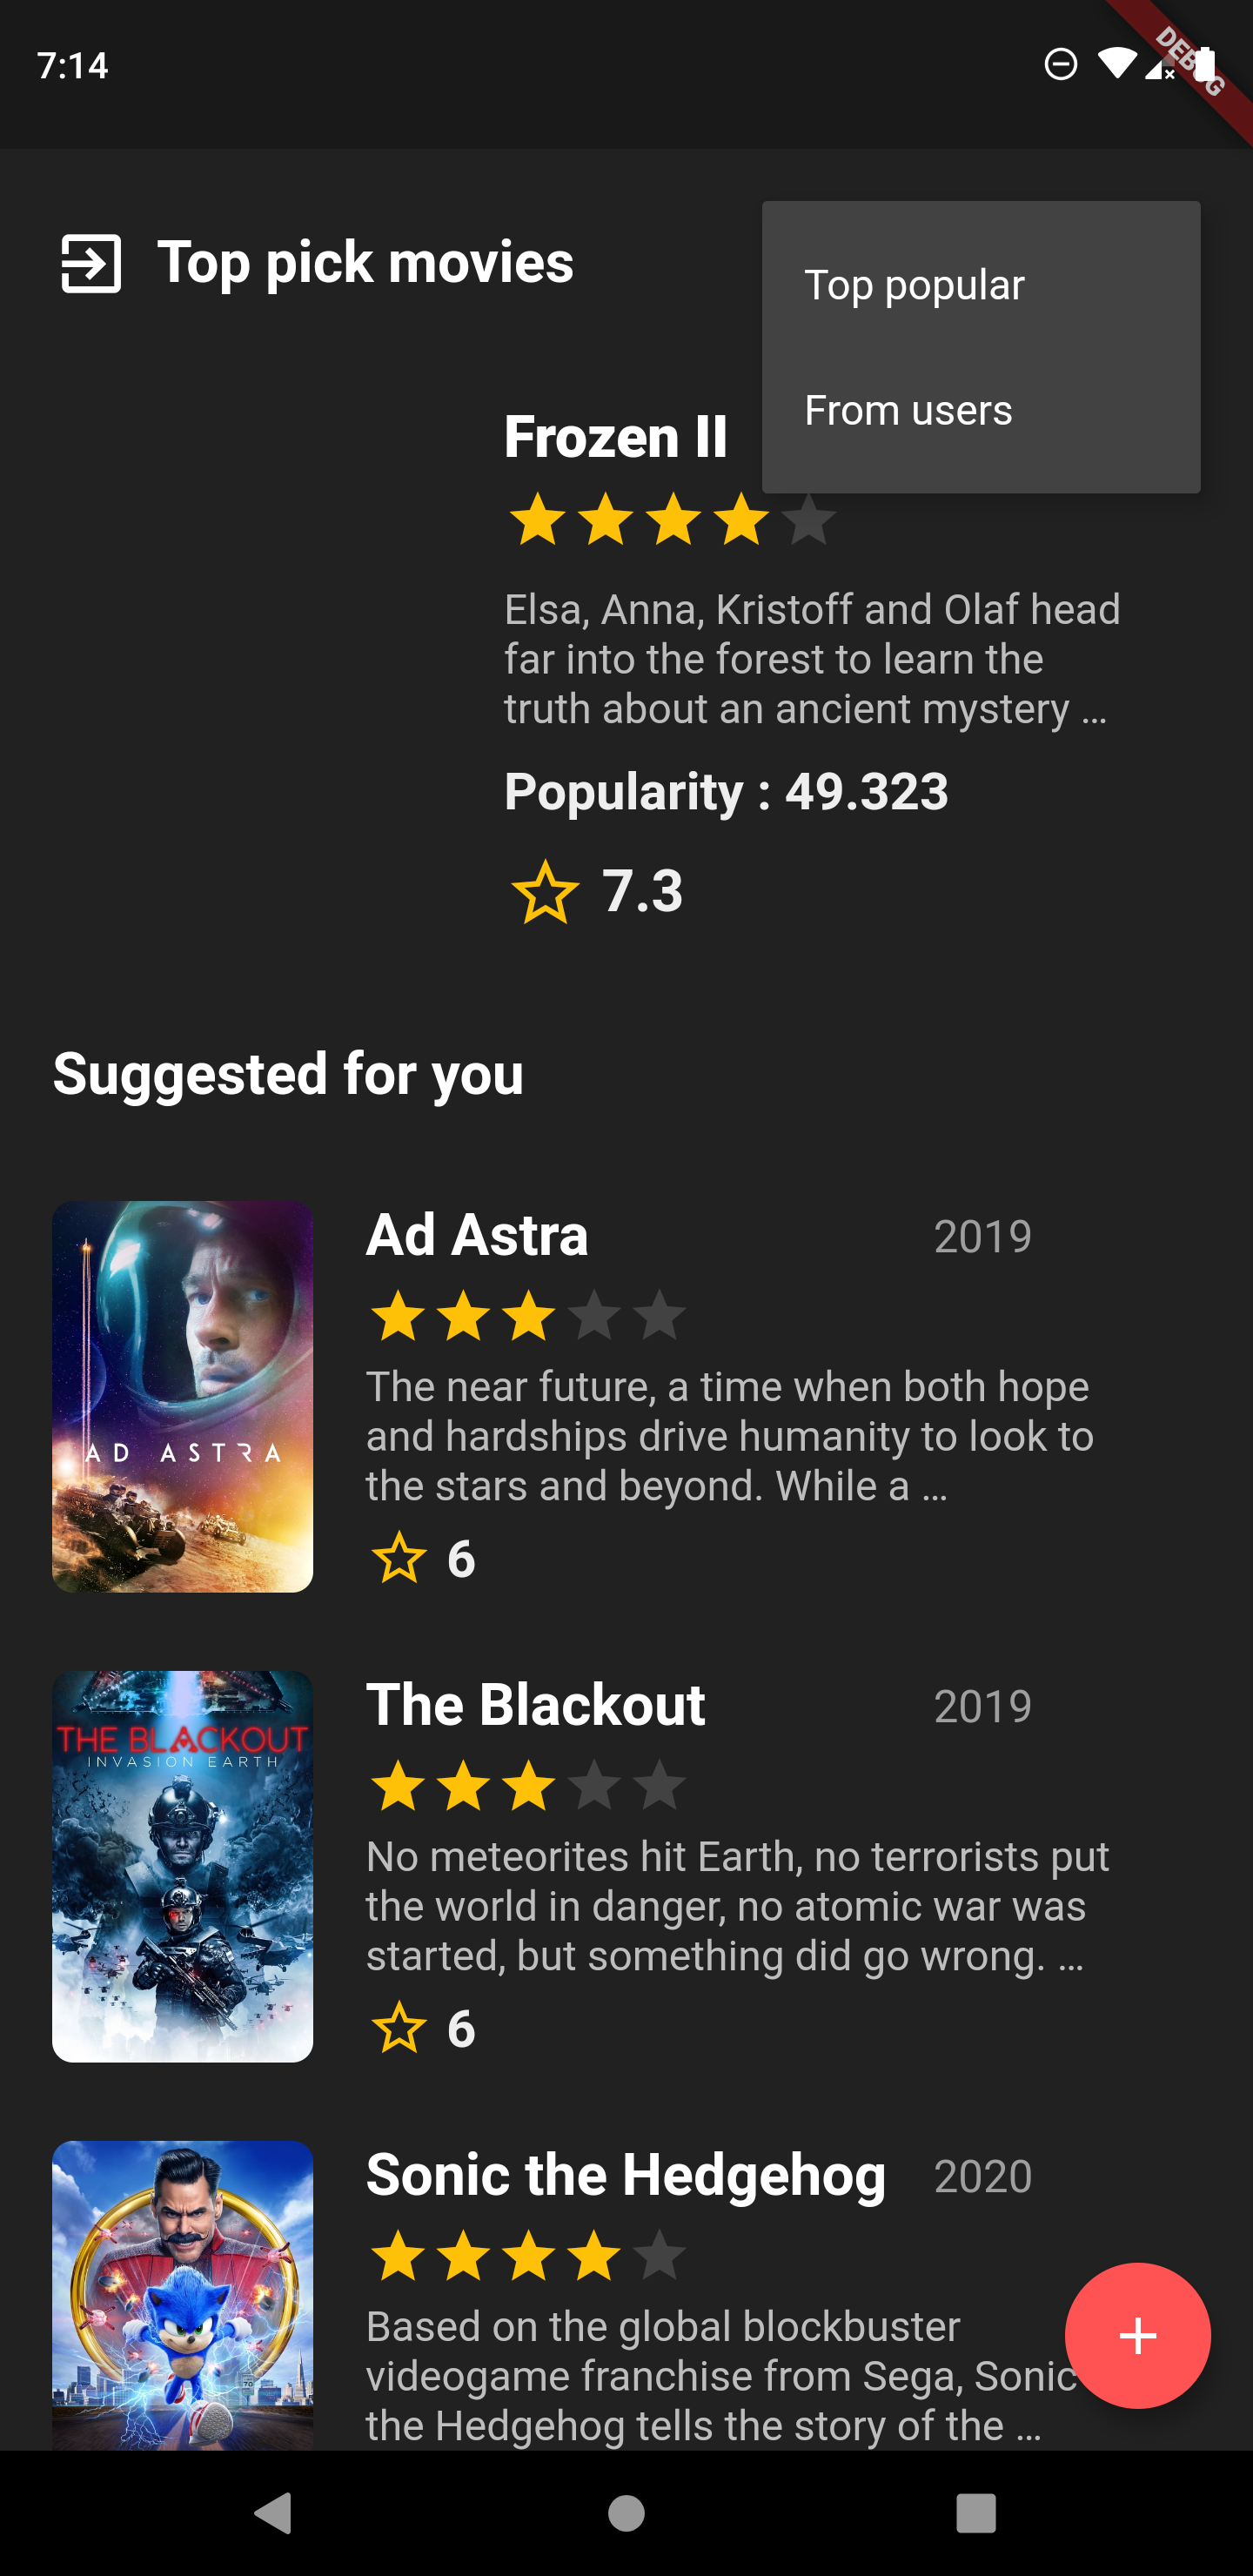 7:14
DEBUG
Top pick movies
Top popular
From users
Frozen II
Elsa, Anna, Kristoff and Olaf head
far into the forest to learn the
truth about an ancient mystery ...
Popularity : 49.323
7.3
Suggested for you
Ad Astra
2019
The near future, a time when both hope
and hardships drive humanity to look to
the stars and beyond. While a ...
6
AD ASTRA
The Blackout
2019
No meteorites hit Earth, no terrorists put
the world in danger, no atomic war was
started, but something did go wrong. ...
6
THE BLACKOUT
INVASION EARTH
Sonic the Hedgehog
2020
Based on the global blockbuster
videogame franchise from Sega, Sonic
the Hedgehog tells the story of the ...